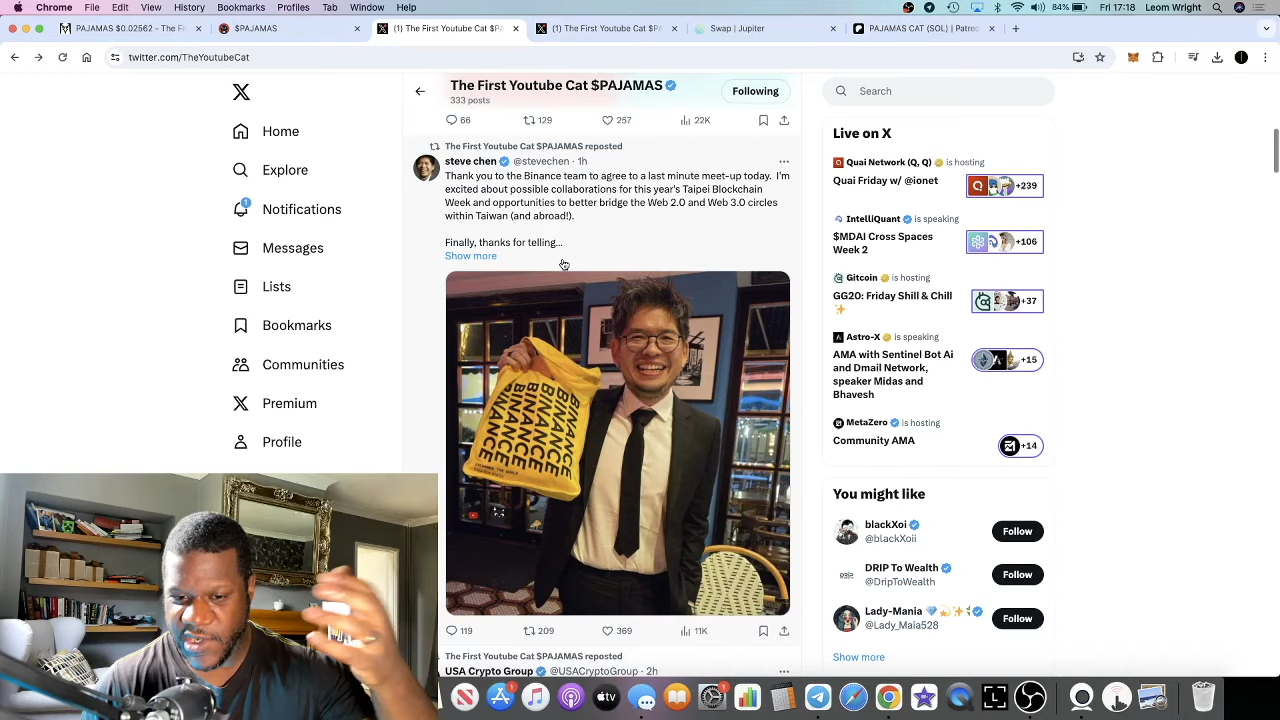 Chrome File Edit View History Bookmarks Profiles Tab Window Help
84% Fri 17:18 Leom Wright
PAJAMAS $0.02562 - The Fi
$PAJAMAS
(1) The First Youtube Cat $PA
(1) The First Youtube Cat $PA
Swap | Jupiter
PAJAMAS CAT (SOL) | Patreo
twitter.com/TheYoutubeCat
The First Youtube Cat $PAJAMAS
333 posts
Following
66 129 257 22K
The First Youtube Cat $PAJAMAS reposted
steve chen @stevechen · 1h
Thank you to the Binance team to agree to a last minute meet-up today. I'm
excited about possible collaborations for this year's Taipei Blockchain
Week and opportunities to better bridge the Web 2.0 and Web 3.0 circles
within Taiwan (and abroad!).
Finally, thanks for telling...
Show more
BINANCE
BINANCE
BINANCE
BINANCE
BINANCE
119 209 369 11K
The First Youtube Cat $PAJAMAS reposted
USA Crypto Group @USACryptoGroup · 2h
Home
Explore
1
Notifications
Messages
Lists
Bookmarks
Communities
Premium
Profile
Search
Live on X
Quai Network (Q, Q) is hosting
Quai Friday w/ @ionet
+239
IntelliQuant is speaking
$MDAI Cross Spaces
Week 2
+106
Gitcoin is hosting
GG20: Friday Shill & Chill
+37
Astro-X is speaking
AMA with Sentinel Bot Ai
and Dmail Network,
speaker Midas and
Bhavesh
+15
MetaZero is hosting
Community AMA
+14
You might like
blackXoi
@blackXoii
Follow
DRIP To Wealth
@DripToWealth
Follow
Lady-Mania
@Lady_Maia528
Follow
Show more